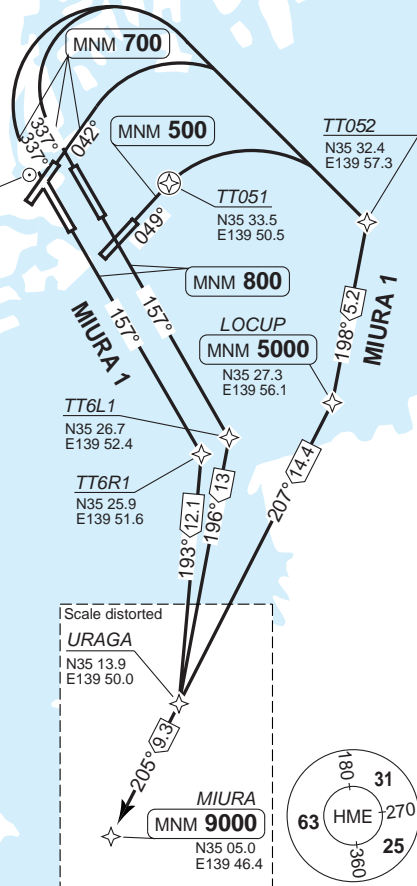 MNM 700
337°
337°
042°
MNM 500
TT052
N35 32.4
E139 57.3
TT051
N35 33.5
E139 50.5
049°
MNM 800
MIURA 1
157°
157°
LOCUP
MNM 5000
N35 27.3
E139 56.1
198° 5.2
MIURA 1
TT6L1
N35 26.7
E139 52.4
TT6R1
N35 25.9
E139 51.6
193° 12.1
196° 13
207° 14.4
Scale distorted
URAGA
N35 13.9
E139 50.0
205° 9.3
MIURA
MNM 9000
N35 05.0
E139 46.4
180
31
63
HME
270
25
360